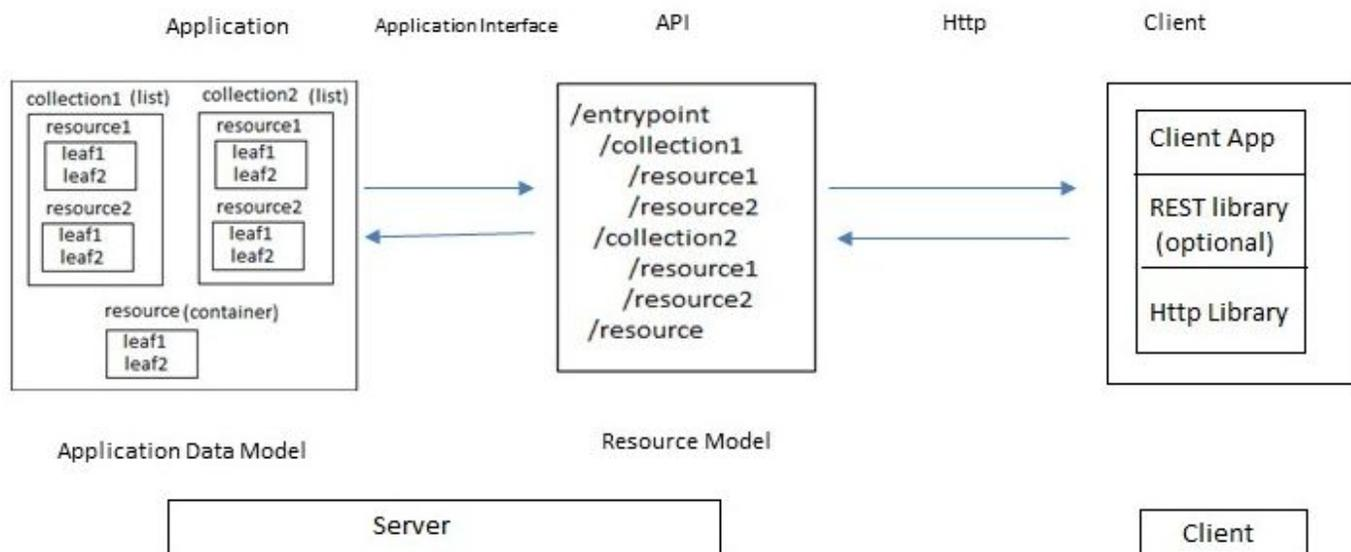 Application
Application Interface
API
Http
Client
collection1 (list)
resource1
leaf1
leaf2
resource2
leaf1
leaf2
collection2 (list)
resource1
leaf1
leaf2
resource2
leaf1
leaf2
resource (container)
leaf1
leaf2
/entrypoint
/collection1
/resource1
/resource2
/collection2
/resource1
/resource2
/resource
Client App
REST library
(optional)
Http Library
Application Data Model
Resource Model
Server
Client